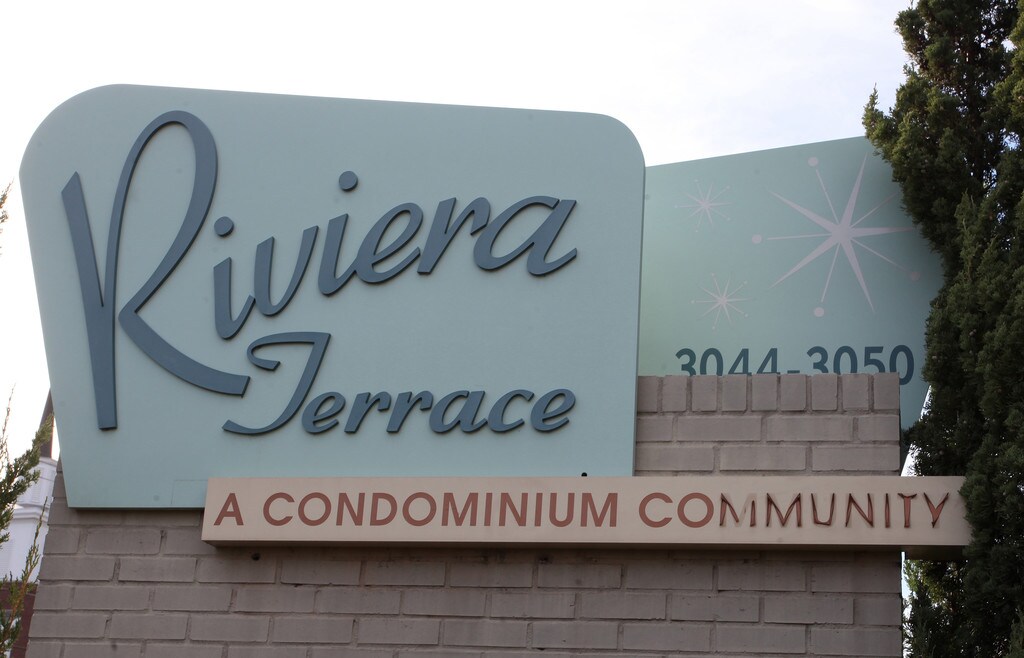 Riviera
Terrace
3044-3050
A CONDOMINIUM COMMUNITY